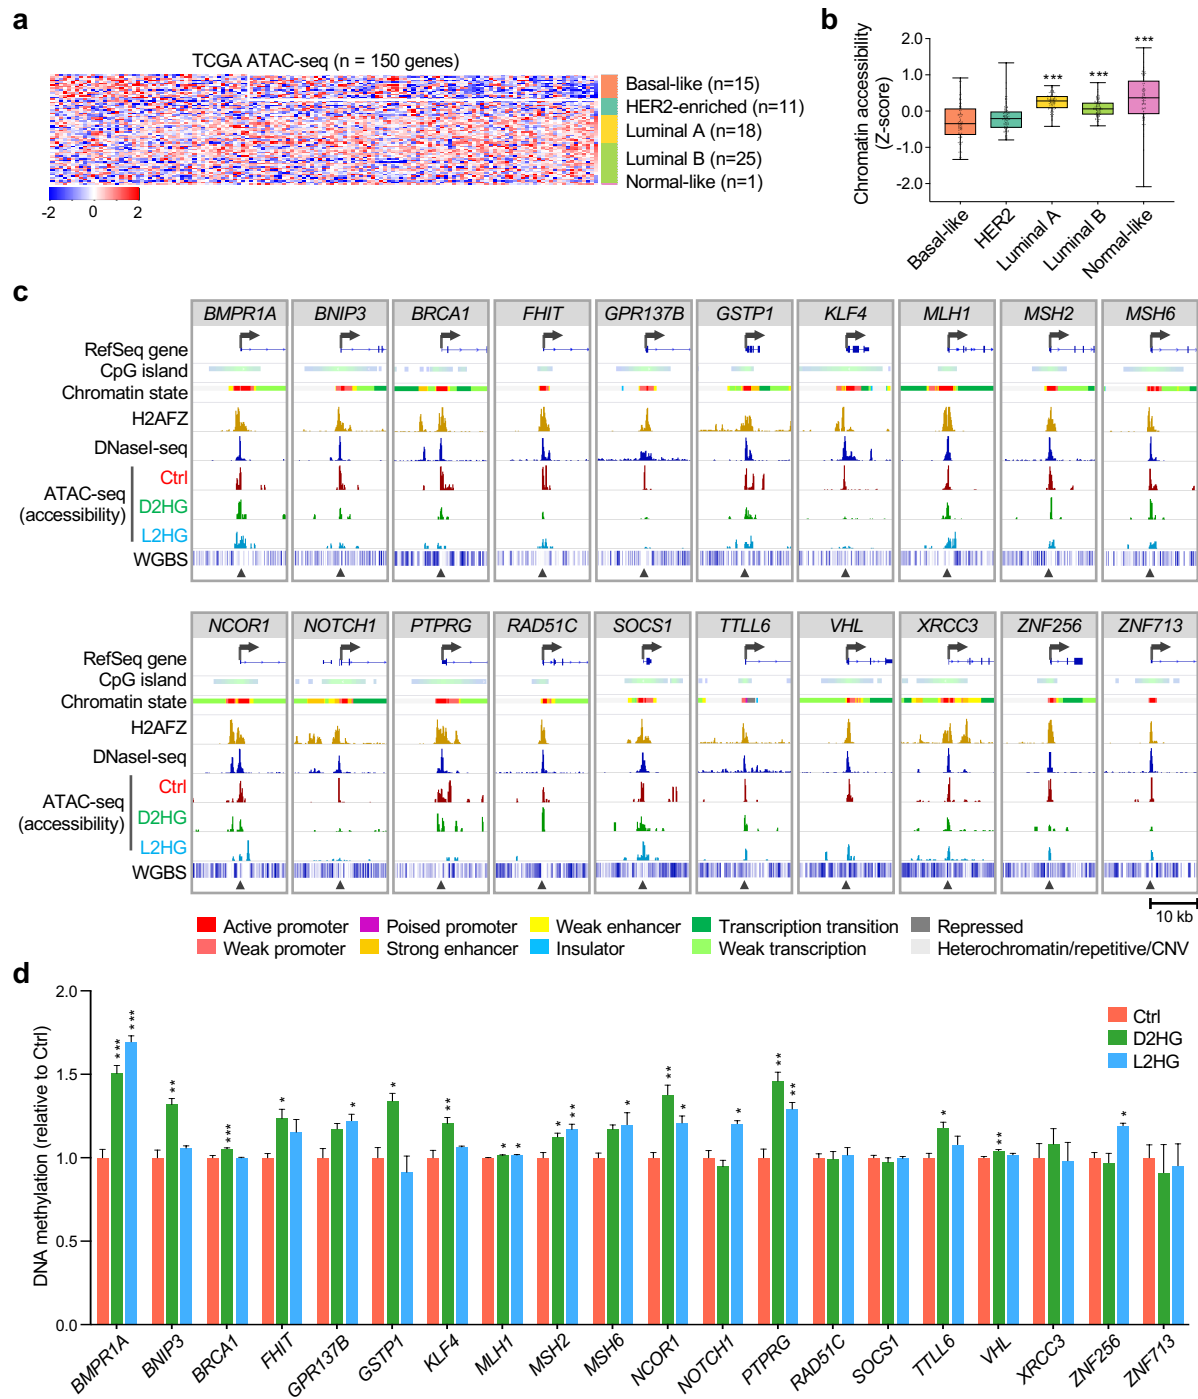 a
TCGA ATAC-seq (n = 150 genes)
Basal-like (n=15)
HER2-enriched (n=11)
Luminal A (n=18)
Luminal B (n=25)
Normal-like (n=1)
-2 0 2
b
Chromatin accessibility
(Z-score)
2.0
1.0
0.0
-1.0
-2.0
*** *** ***
Basal-like HER2 Luminal A Luminal B Normal-like
c
BMPR1A BNIP3 BRCA1 FHIT GPR137B GSTP1 KLF4 MLH1 MSH2 MSH6
RefSeq gene
CpG island
Chromatin state
H2AFZ
DNaseI-seq
ATAC-seq
(accessibility)
Ctrl
D2HG
L2HG
WGBS
NCOR1 NOTCH1 PTPRG RAD51C SOCS1 TTLL6 VHL XRCC3 ZNF256 ZNF713
RefSeq gene
CpG island
Chromatin state
H2AFZ
DNaseI-seq
ATAC-seq
(accessibility)
Ctrl
D2HG
L2HG
WGBS
10 kb
Active promoter Poised promoter Weak enhancer Transcription transition Repressed
Weak promoter Strong enhancer Insulator Weak transcription Heterochromatin/repetitive/CNV
d
DNA methylation (relative to Ctrl)
2.0
1.5
1.0
0.5
0.0
*** *** ** *** * * * ** * * * ** * ** * * ** ** * ** *
Ctrl
D2HG
L2HG
BMPR1A BNIP3 BRCA1 FHIT GPR137B GSTP1 KLF4 MLH1 MSH2 MSH6 NCOR1 NOTCH1 PTPRG RAD51C SOCS1 TTLL6 VHL XRCC3 ZNF256 ZNF713